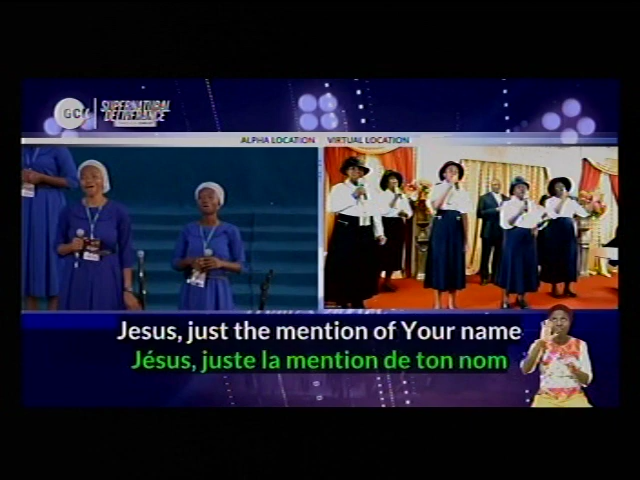 GCK
SUPERNATURAL
DELIVERANCE
ALPHA LOCATION
VIRTUAL LOCATION
Jesus, just the mention of Your name
Jésus, juste la mention de ton nom